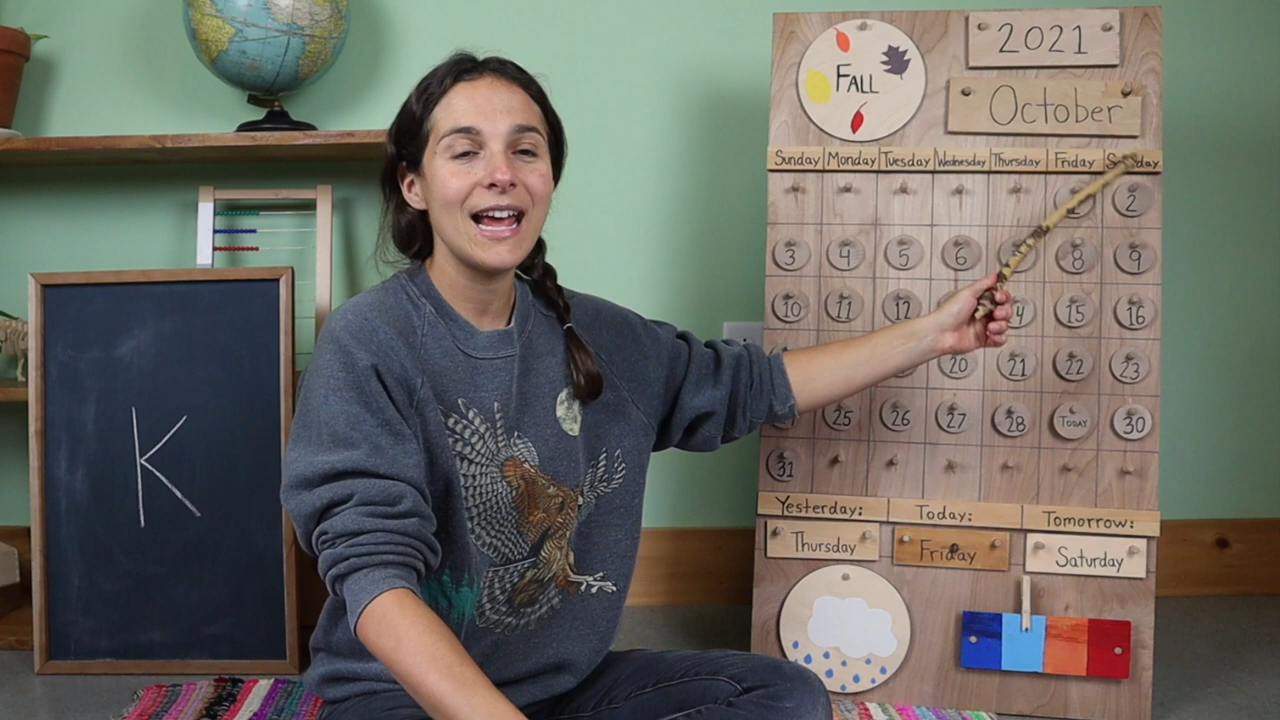 2021
FALL
October
Sunday Monday Tuesday Wednesday Thursday Friday
2
3 4 5 6 8 9
10 11 12 15 16
20 21 22 23
25 26 27 28 TODAY 30
31
Yesterday: Today: Tomorrow:
Thursday Friday Saturday
K